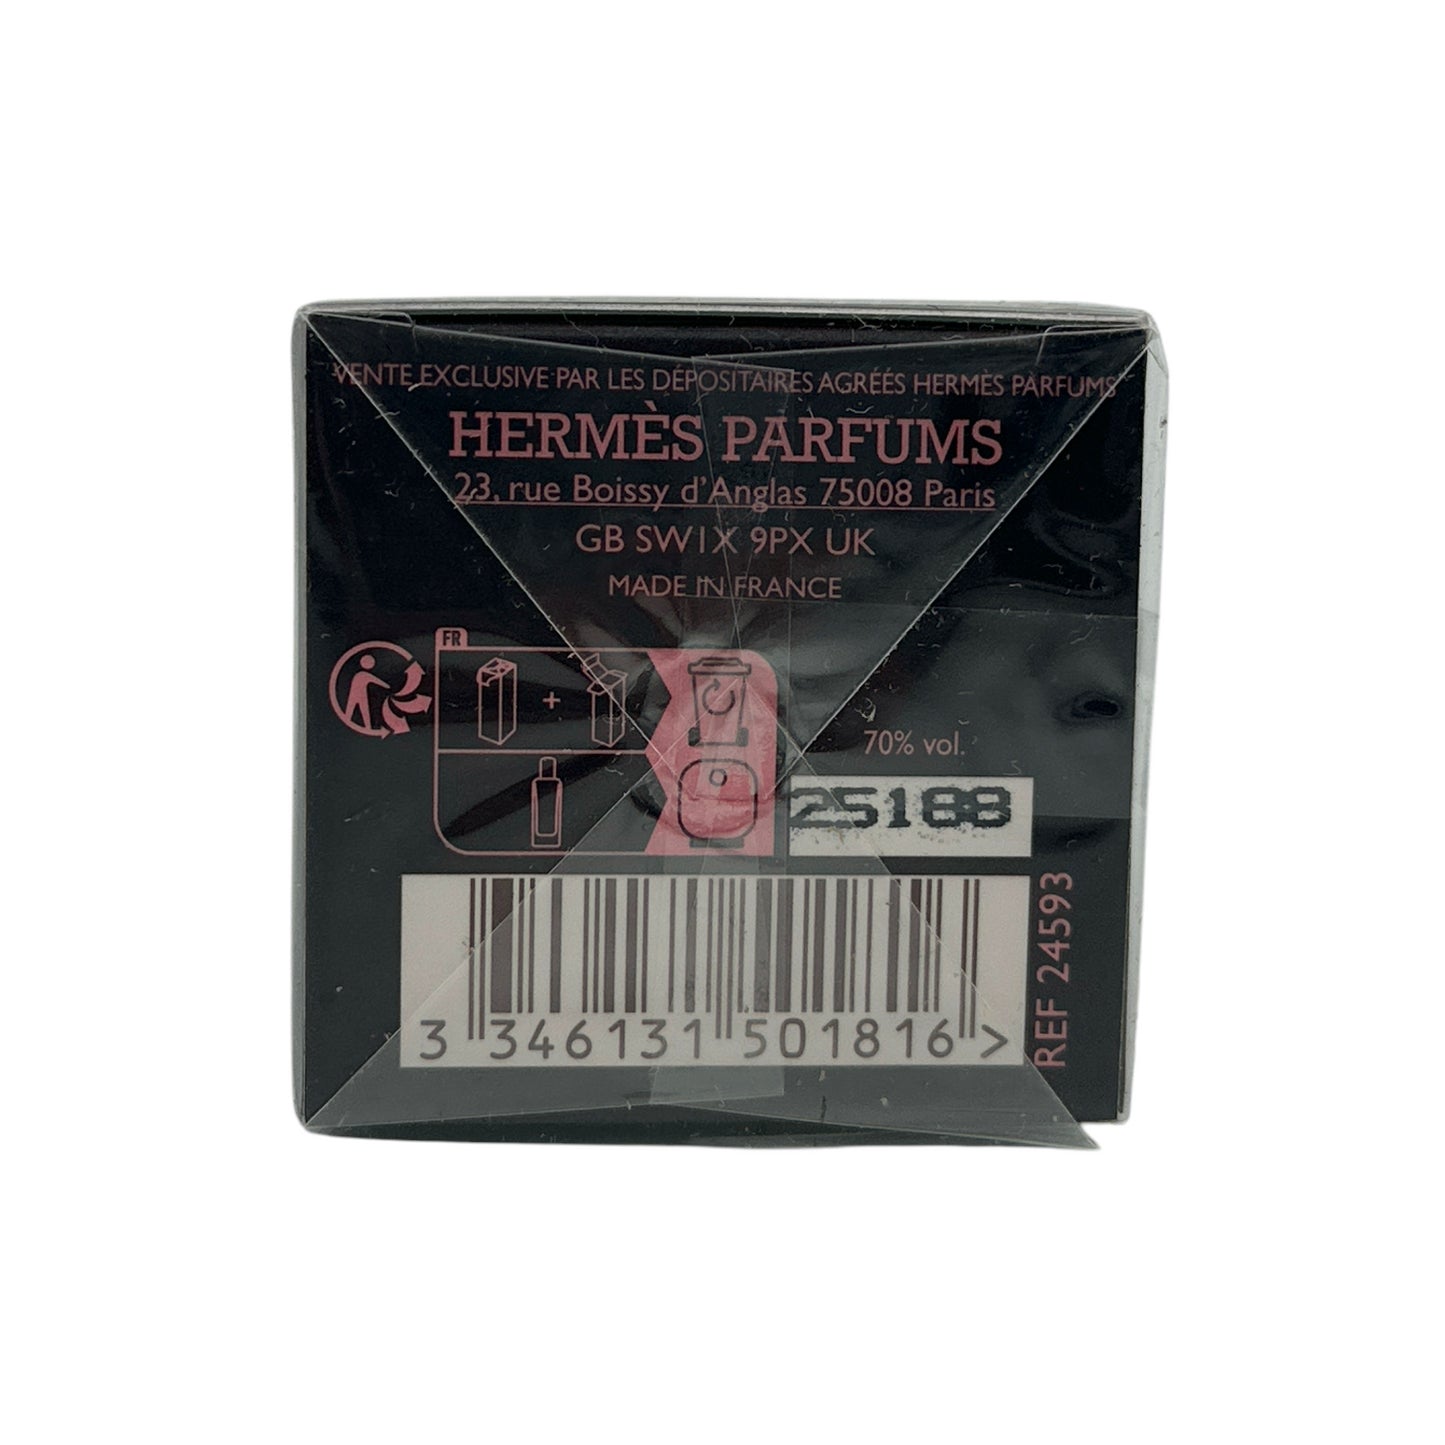 VENTE EXCLUSIVE PAR LES DÉPOSITAIRES AGRÉÉS HERMÈS PARFUMS
HERMÈS PARFUMS
23, rue Boissy d'Anglas 75008 Paris
GB SW1X 9PX UK
MADE IN FRANCE
FR
+
70% vol.
25188
3 346131 501816 >
REF 24593